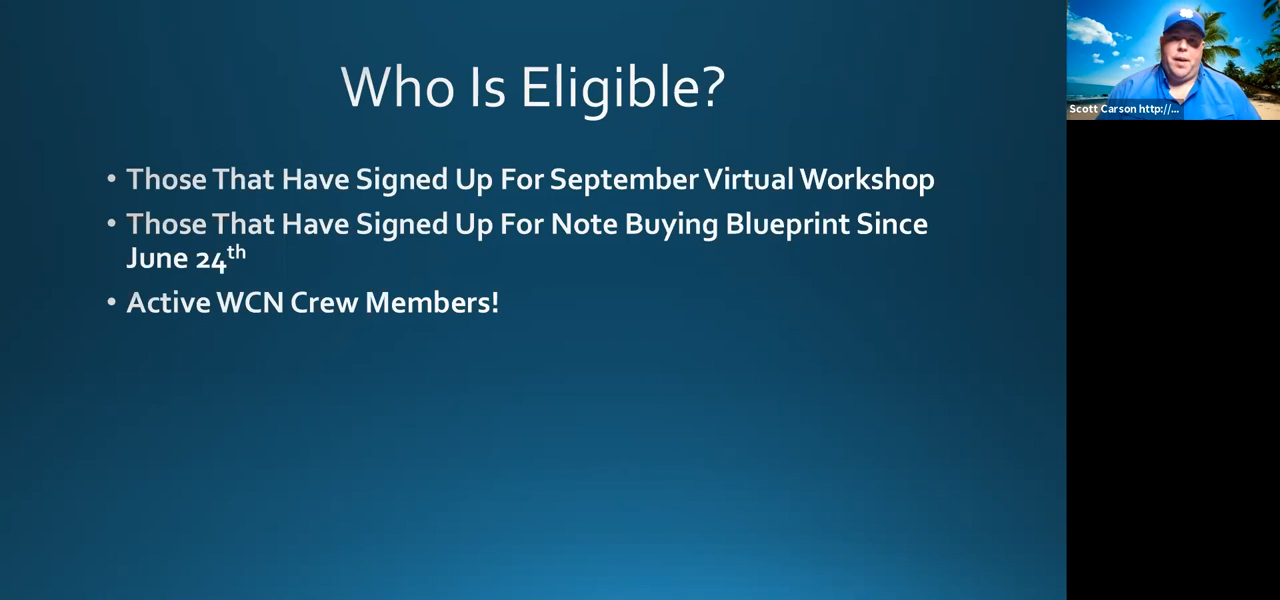 Who Is Eligible?
• Those That Have Signed Up For September Virtual Workshop
• Those That Have Signed Up For Note Buying Blueprint Since
June 24th
• Active WCN Crew Members!
Scott Carson http://...